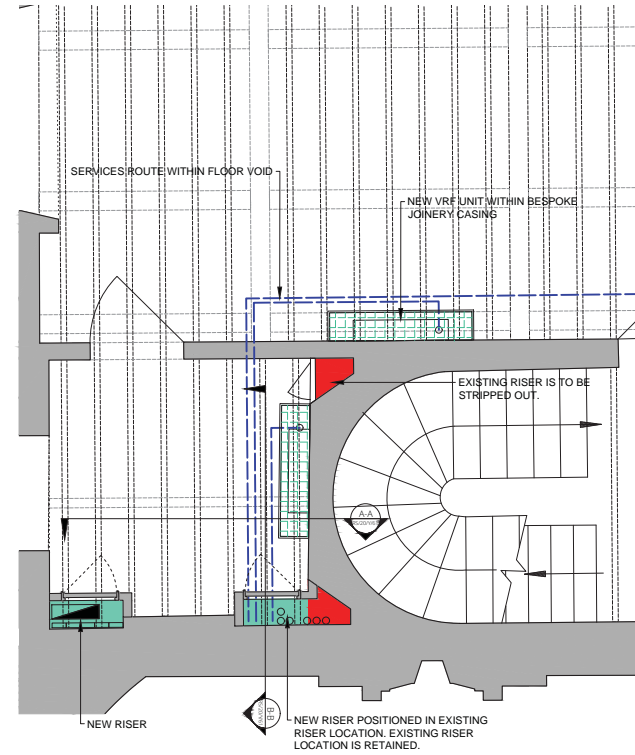 SERVICES ROUTE WITHIN FLOOR VOID
NEW VRF UNIT WITHIN BESPOKE
JOINERY CASING
EXISTING RISER IS TO BE
STRIPPED OUT.
A-A
B-B
NEW RISER
NEW RISER POSITIONED IN EXISTING
RISER LOCATION. EXISTING RISER
LOCATION IS RETAINED.